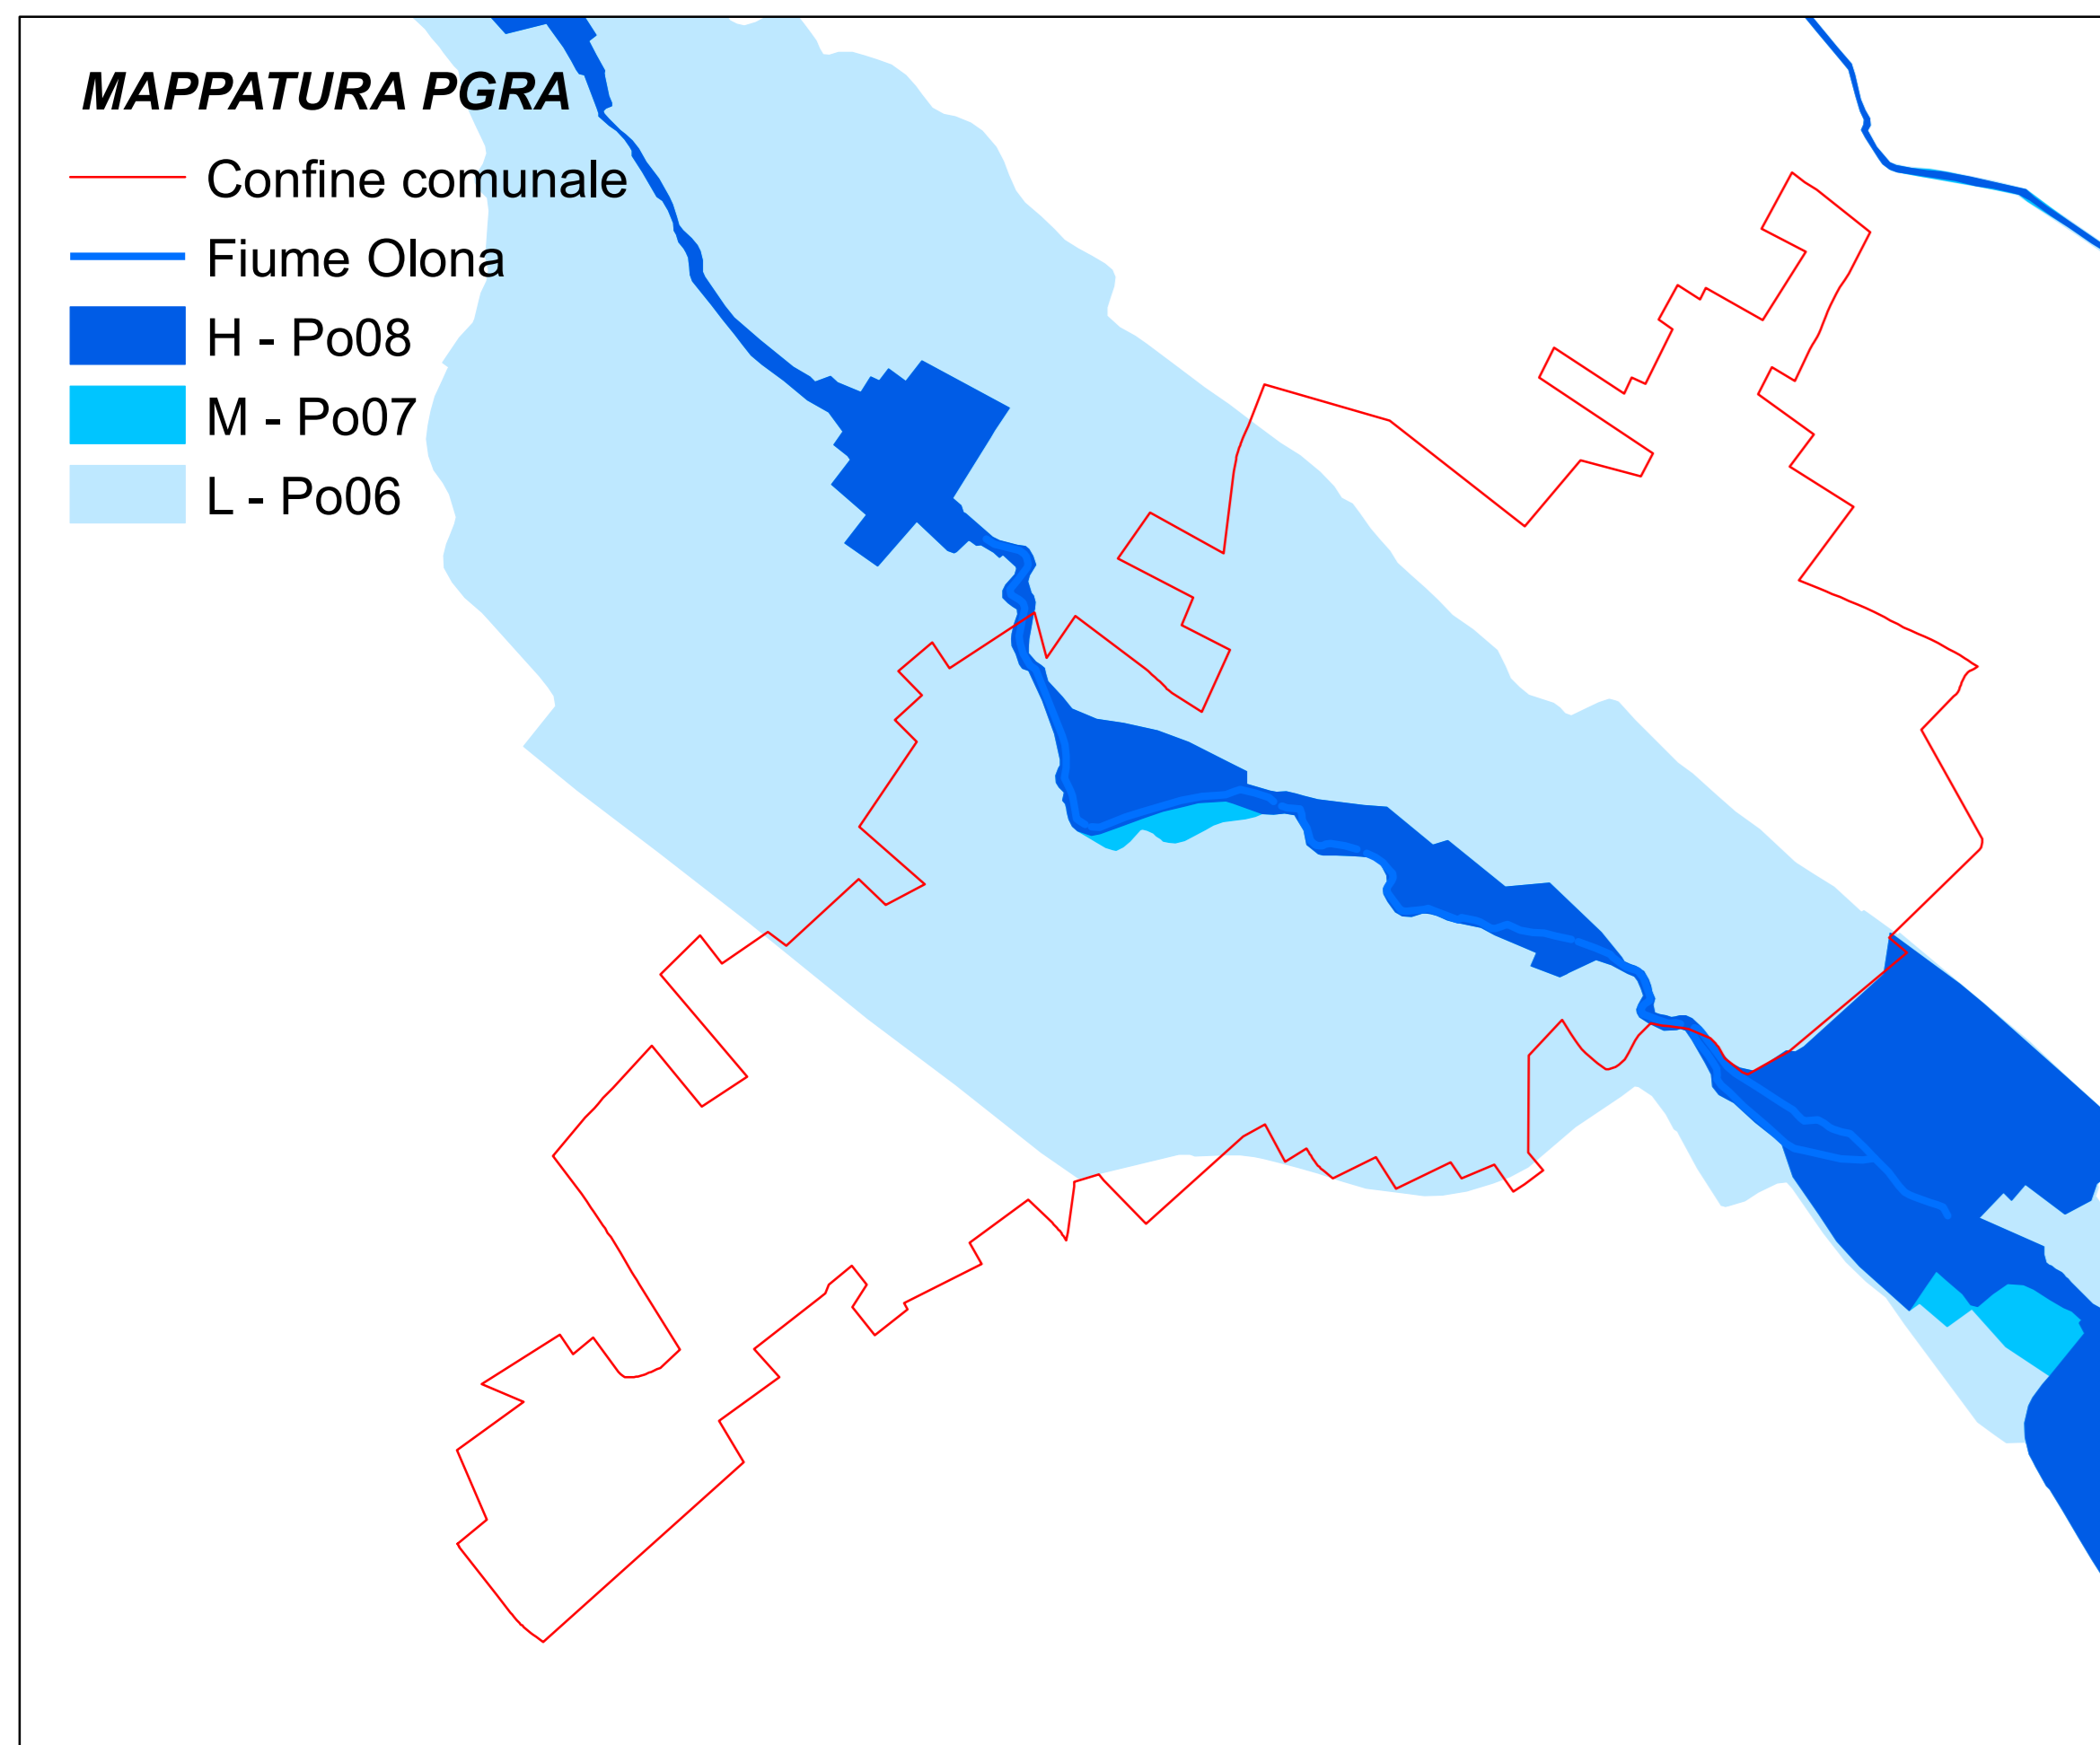 MAPPATURA PGRA
Confine comunale
Fiume Olona
H - Po08
M - Po07
L - Po06